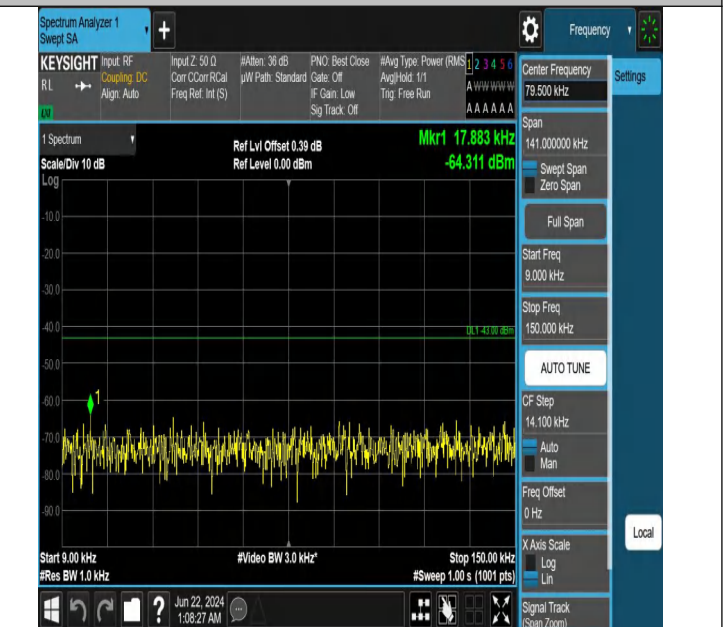 Spectrum Analyzer 1
Swept SA
+
Frequency
KEYSIGHT
RL
Input: RF
Coupling: DC
Align: Auto
Input Z: 50 Ω
Corr CCorr RCal
Freq Ref: Int (S)
#Atten: 36 dB
µW Path: Standard
PNO: Best Close
Gate: Off
IF Gain: Low
Sig Track: Off
#Avg Type: Power (RMS
Avg|Hold: 1/1
Trig: Free Run
1 2 3 4 5 6
A W W W W W
A A A A A A
LXI
1 Spectrum
Scale/Div 10 dB
Log
Ref Lvl Offset 0.39 dB
Ref Level 0.00 dBm
Mkr1 17.883 kHz
-64.311 dBm
-10.0
-20.0
-30.0
-40.0
DL1 -43.00 dBm
-50.0
-60.0
1
-70.0
-80.0
-90.0
Start 9.00 kHz
#Res BW 1.0 kHz
#Video BW 3.0 kHz*
Stop 150.00 kHz
#Sweep 1.00 s (1001 pts)
Center Frequency
79.500 kHz
Span
141.000000 kHz
Swept Span
Zero Span
Full Span
Start Freq
9.000 kHz
Stop Freq
150.000 kHz
AUTO TUNE
CF Step
14.100 kHz
Auto
Man
Freq Offset
0 Hz
X Axis Scale
Log
Lin
Signal Track
(Span Zoom)
Settings
Local
?
Jun 22, 2024
1:08:27 AM